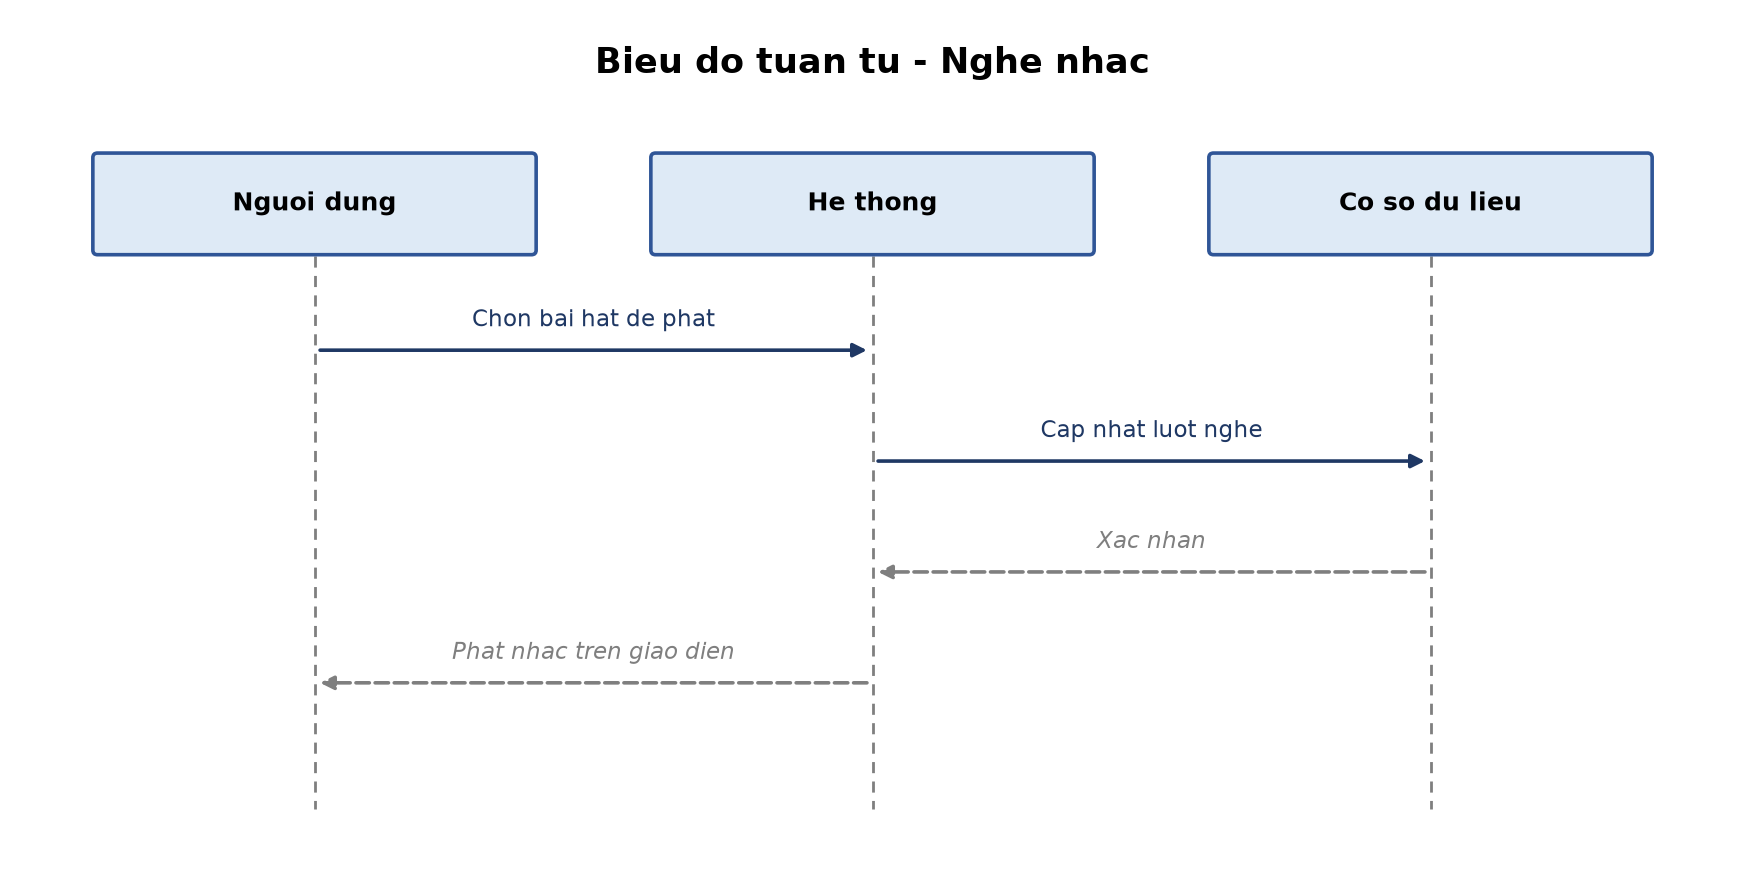 Bieu do tuan tu - Nghe nhac
Nguoi dung
He thong
Co so du lieu
Chon bai hat de phat
Cap nhat luot nghe
Xac nhan
Phat nhac tren giao dien